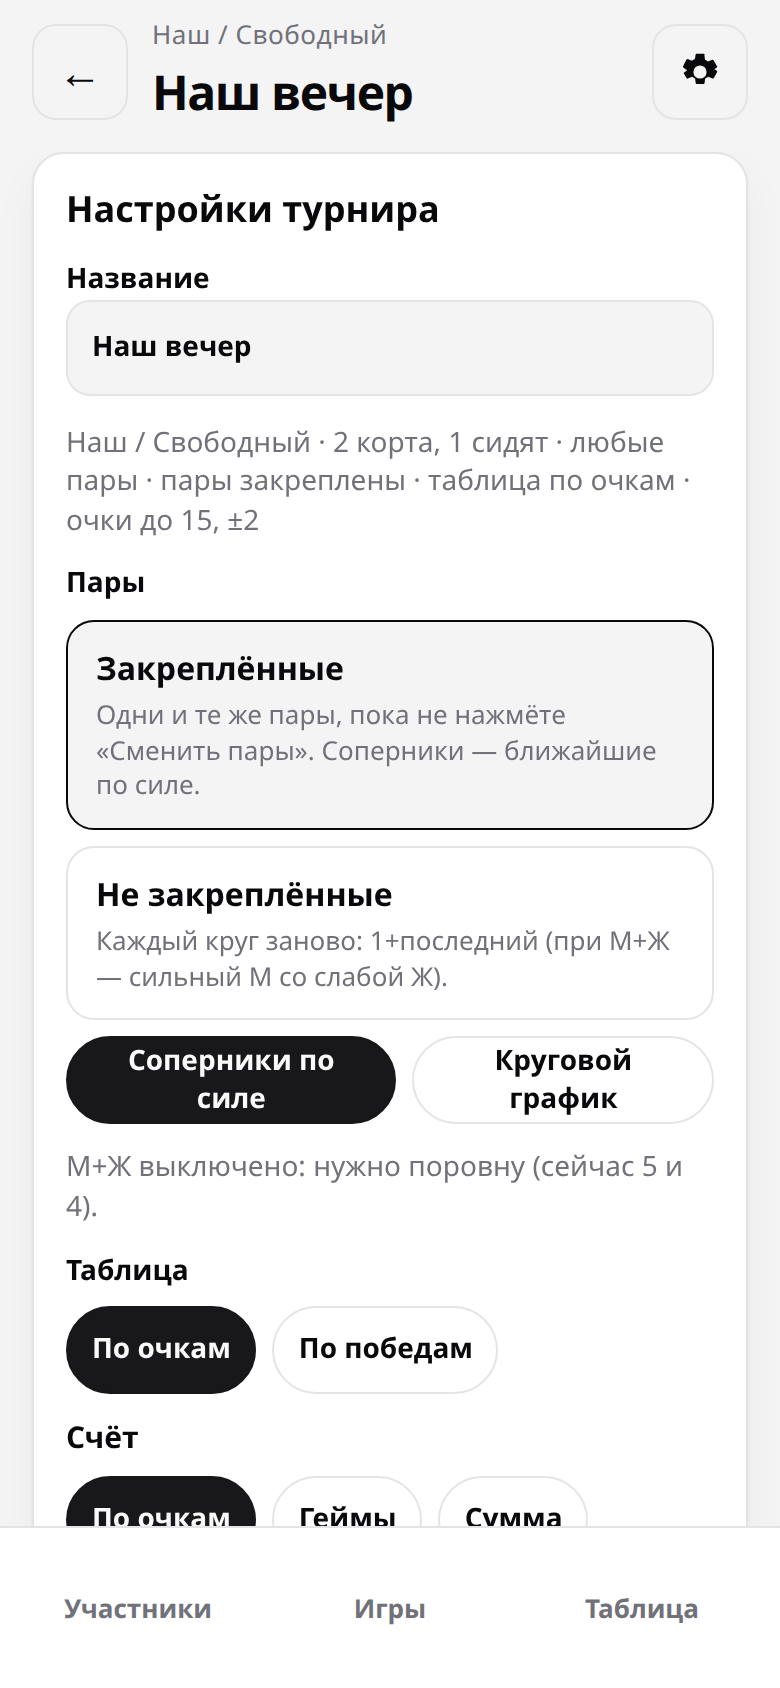 Наш / Свободный
←
Наш вечер
Настройки турнира
Название
Наш вечер
Наш / Свободный · 2 корта, 1 сидят · любые
пары · пары закреплены · таблица по очкам ·
очки до 15, ±2
Пары
Закреплённые
Одни и те же пары, пока не нажмёте
«Сменить пары». Соперники — ближайшие
по силе.
Не закреплённые
Каждый круг заново: 1+последний (при М+Ж
— сильный М со слабой Ж).
Соперники по
силе
Круговой
график
М+Ж выключено: нужно поровну (сейчас 5 и
4).
Таблица
По очкам
По победам
Счёт
По очкам
Геймы
Сумма
Участники
Игры
Таблица